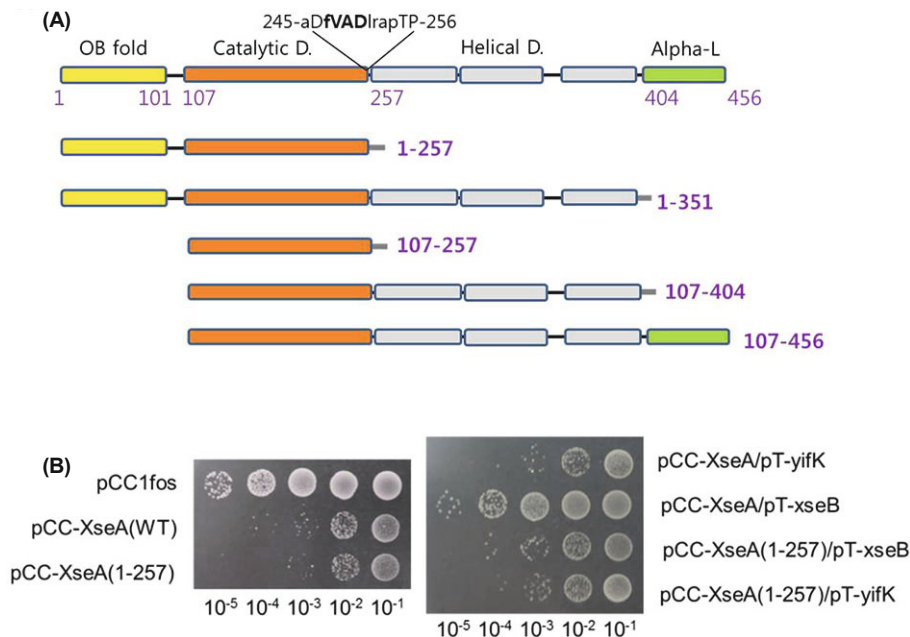 (A)
245-aDfVADlrapTP-256
OB fold Catalytic D. Helical D. Alpha-L
1 101 107 257 404 456
1-257
1-351
107-257
107-404
107-456
(B)
pCC1fos
pCC-XseA(WT)
pCC-XseA(1-257)
10-5 10-4 10-3 10-2 10-1
pCC-XseA/pT-yifK
pCC-XseA/pT-xseB
pCC-XseA(1-257)/pT-xseB
pCC-XseA(1-257)/pT-yifK
10-5 10-4 10-3 10-2 10-1